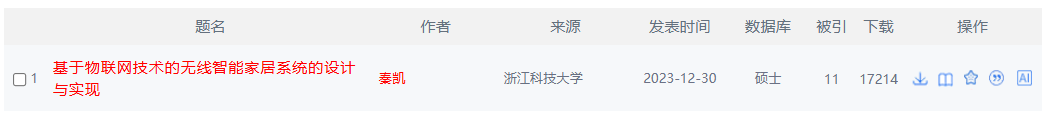 题名 作者 来源 发表时间 数据库 被引 下载 操作
1 基于物联网技术的无线智能家居系统的设计
与实现 秦凯 浙江科技大学 2023-12-30 硕士 11 17214 AI